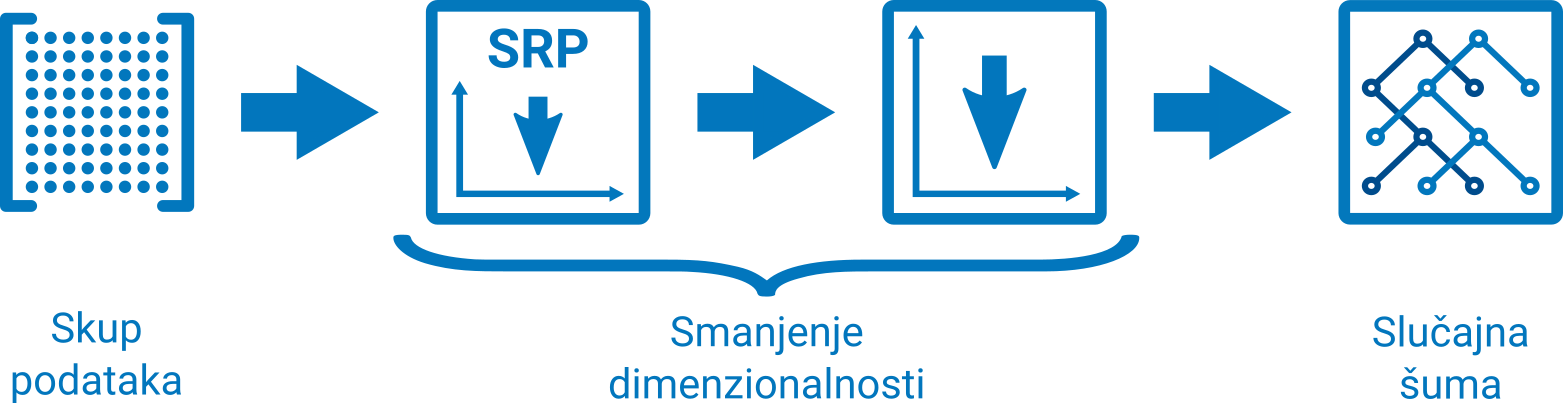 SRP
Skup
podataka
Smanjenje
dimenzionalnosti
Slučajna
šuma